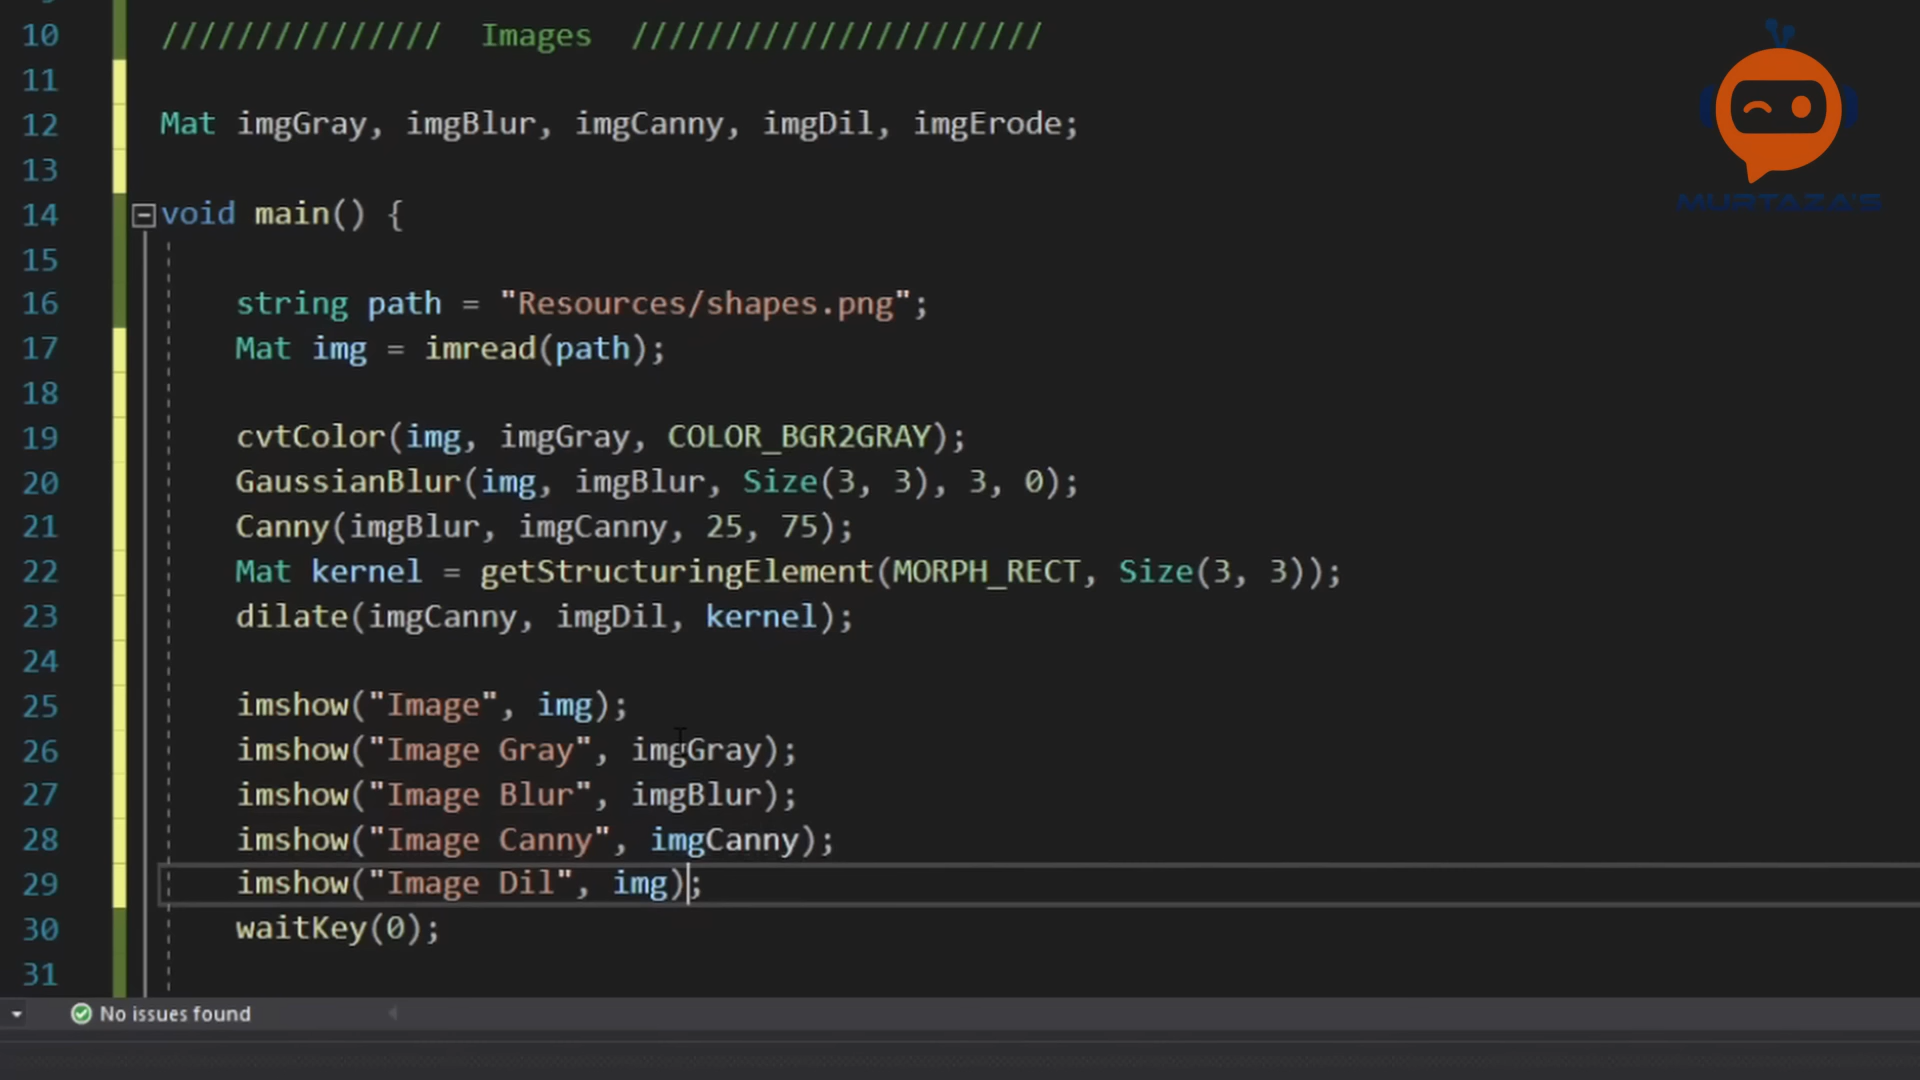 10 /////////////// Images //////////////////////
11
12 Mat imgGray, imgBlur, imgCanny, imgDil, imgErode;
13
14 void main() {
15
16 string path = "Resources/shapes.png";
17 Mat img = imread(path);
18
19 cvtColor(img, imgGray, COLOR_BGR2GRAY);
20 GaussianBlur(img, imgBlur, Size(3, 3), 3, 0);
21 Canny(imgBlur, imgCanny, 25, 75);
22 Mat kernel = getStructuringElement(MORPH_RECT, Size(3, 3));
23 dilate(imgCanny, imgDil, kernel);
24
25 imshow("Image", img);
26 imshow("Image Gray", imgGray);
27 imshow("Image Blur", imgBlur);
28 imshow("Image Canny", imgCanny);
29 imshow("Image Dil", img);
30 waitKey(0);
31
No issues found
MURTAZA'S